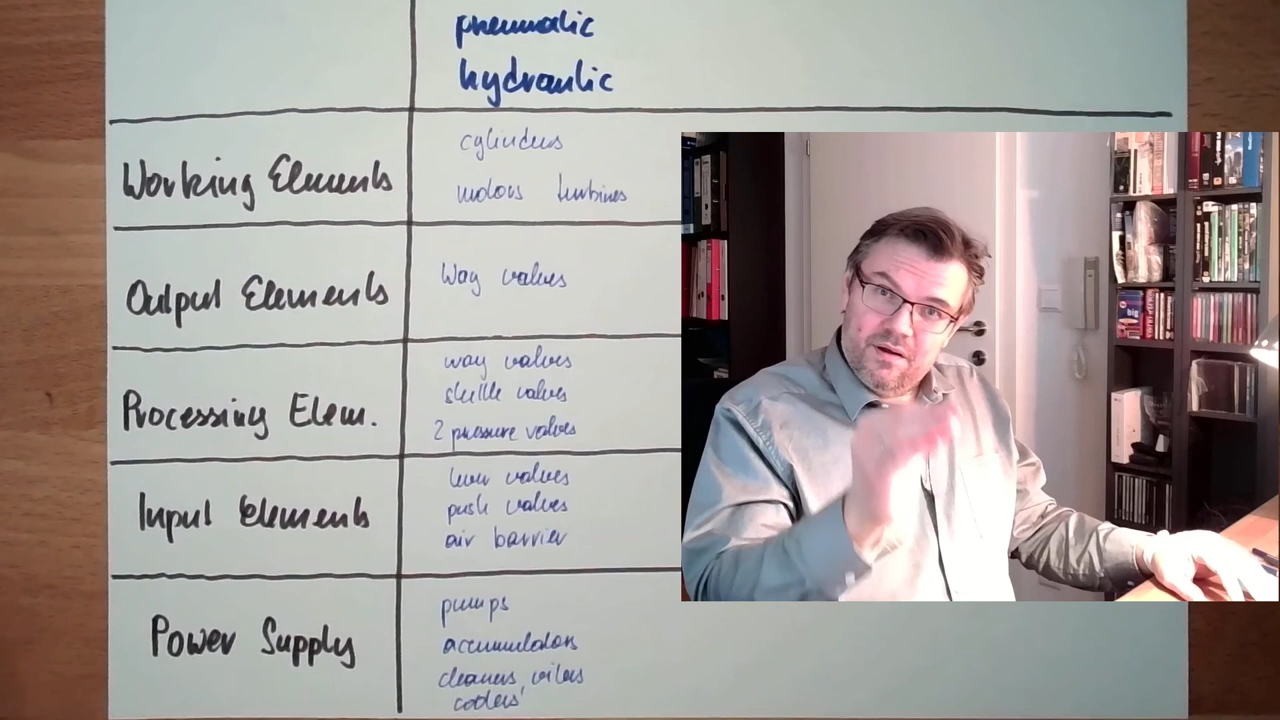 pneumatic
hydraulic
Working Elements
cylinders
motors turbines
Output Elements
Way valves
Processing Elem.
way valves
shuttle valves
2 pressure valves
Input Elements
lever valves
push valves
air barrier
Power Supply
pumps
accumulators
cleaners, oilers
coolers
big